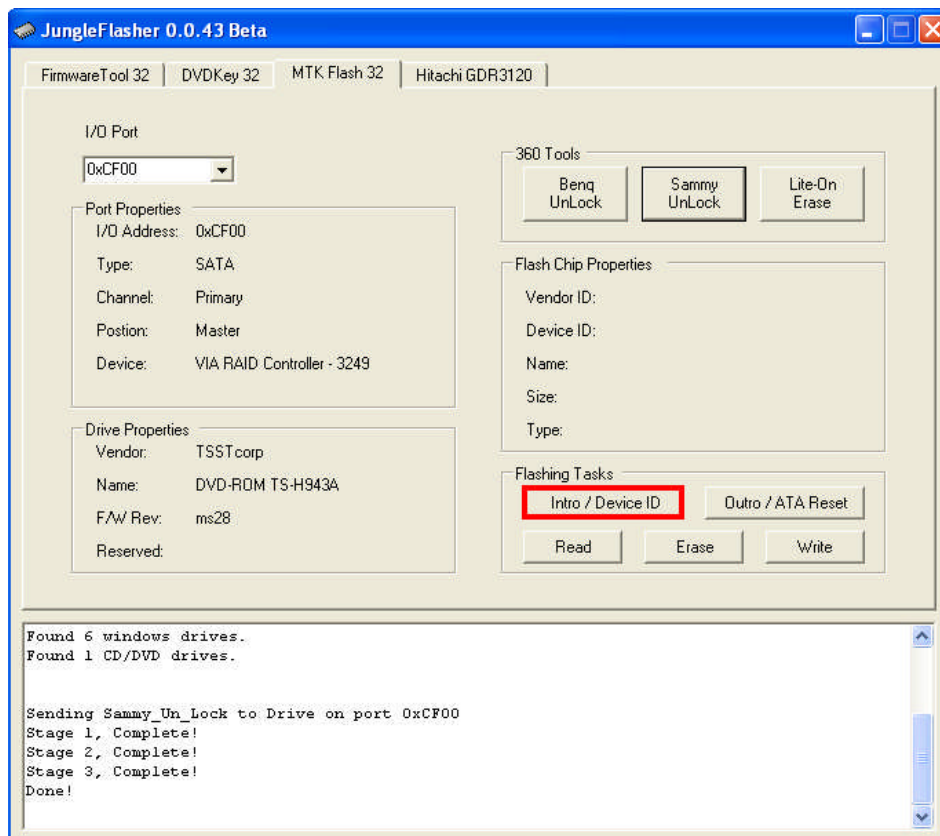 JungleFlasher 0.0.43 Beta
FirmwareTool 32
DVDKey 32
MTK Flash 32
Hitachi GDR3120
I/O Port
0xCF00
Port Properties
I/O Address: 0xCF00
Type: SATA
Channel: Primary
Postion: Master
Device: VIA RAID Controller - 3249
Drive Properties
Vendor: TSSTcorp
Name: DVD-ROM TS-H943A
F/W Rev: ms28
Reserved:
360 Tools
Benq
UnLock
Sammy
UnLock
Lite-On
Erase
Flash Chip Properties
Vendor ID:
Device ID:
Name:
Size:
Type:
Flashing Tasks
Intro / Device ID
Outro / ATA Reset
Read
Erase
Write
Found 6 windows drives.
Found 1 CD/DVD drives.
Sending Sammy_Un_Lock to Drive on port 0xCF00
Stage 1, Complete!
Stage 2, Complete!
Stage 3, Complete!
Done!